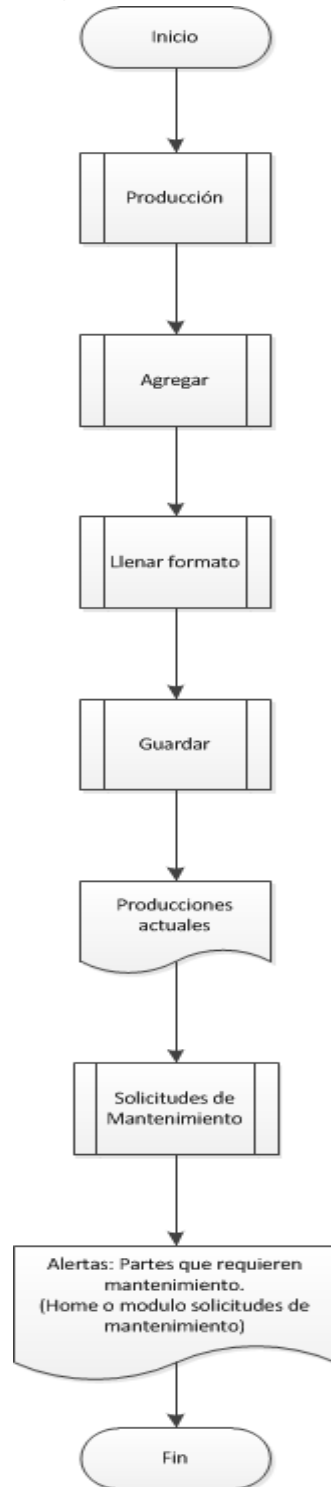 Inicio
Producción
Agregar
Llenar formato
Guardar
Producciones
actuales
Solicitudes de
Mantenimiento
Alertas: Partes que requieren
mantenimiento.
(Home o modulo solicitudes de
mantenimiento)
Fin